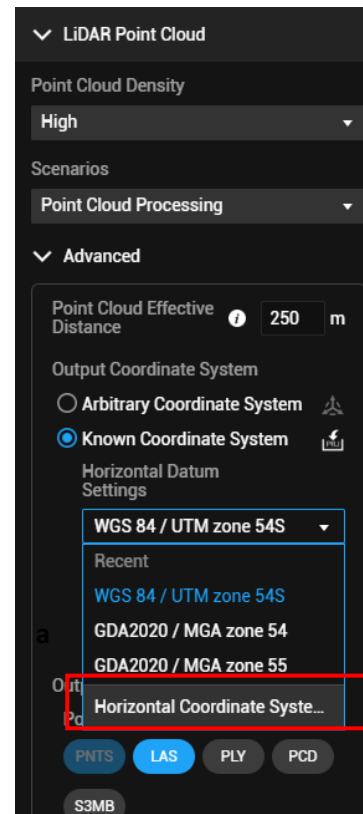 LiDAR Point Cloud
Point Cloud Density
High
Scenarios
Point Cloud Processing
Advanced
Point Cloud Effective
Distance
250 m
Output Coordinate System
Arbitrary Coordinate System
Known Coordinate System
Horizontal Datum
Settings
WGS 84 / UTM zone 54S
Recent
WGS 84 / UTM zone 54S
GDA2020 / MGA zone 54
a
GDA2020 / MGA zone 55
Out
Horizontal Coordinate Syste...
Po
PNTS LAS PLY PCD
S3MB